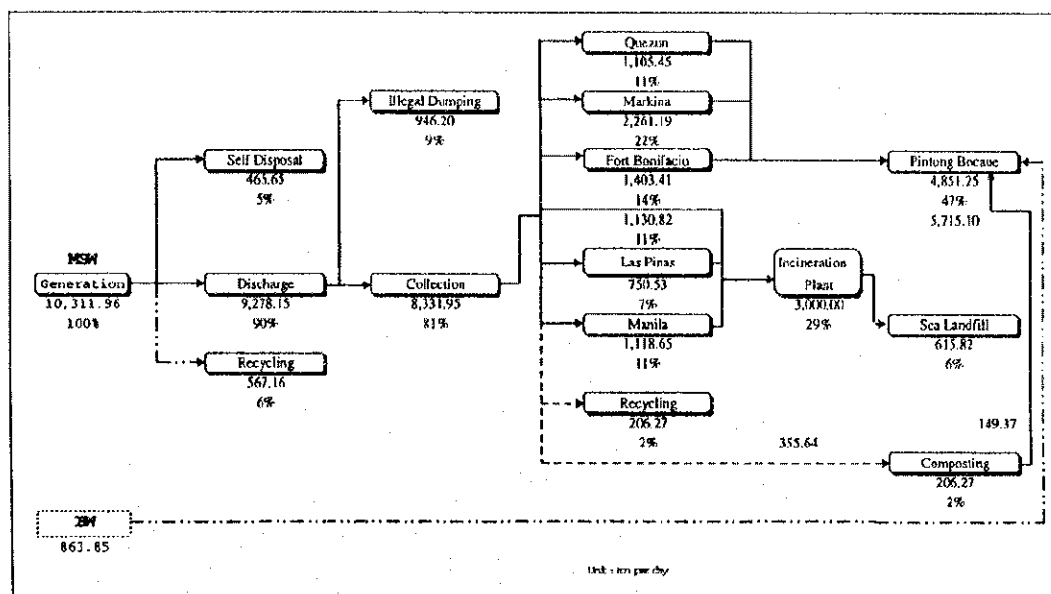 Quezon
1,105.45
11%
Markina
2,261.19
22%
Illegal Dumping
946.20
9%
Self Disposal
465.65
5%
Fort Bonifacio
1,403.41
14%
1,130.82
11%
Pintong Bocaue
4,851.25
47%
5,715.10
MSW
Generation
10,311.96
100%
Discharge
9,278.15
90%
Collection
8,331.95
81%
Las Pinas
750.53
7%
Incineration
Plant
3,000.00
29%
Manila
1,118.65
11%
Sea Landfill
615.82
6%
Recycling
567.16
6%
Recycling
206.27
2%
355.64
149.37
Composting
206.27
2%
863.85
Unit : ton per day